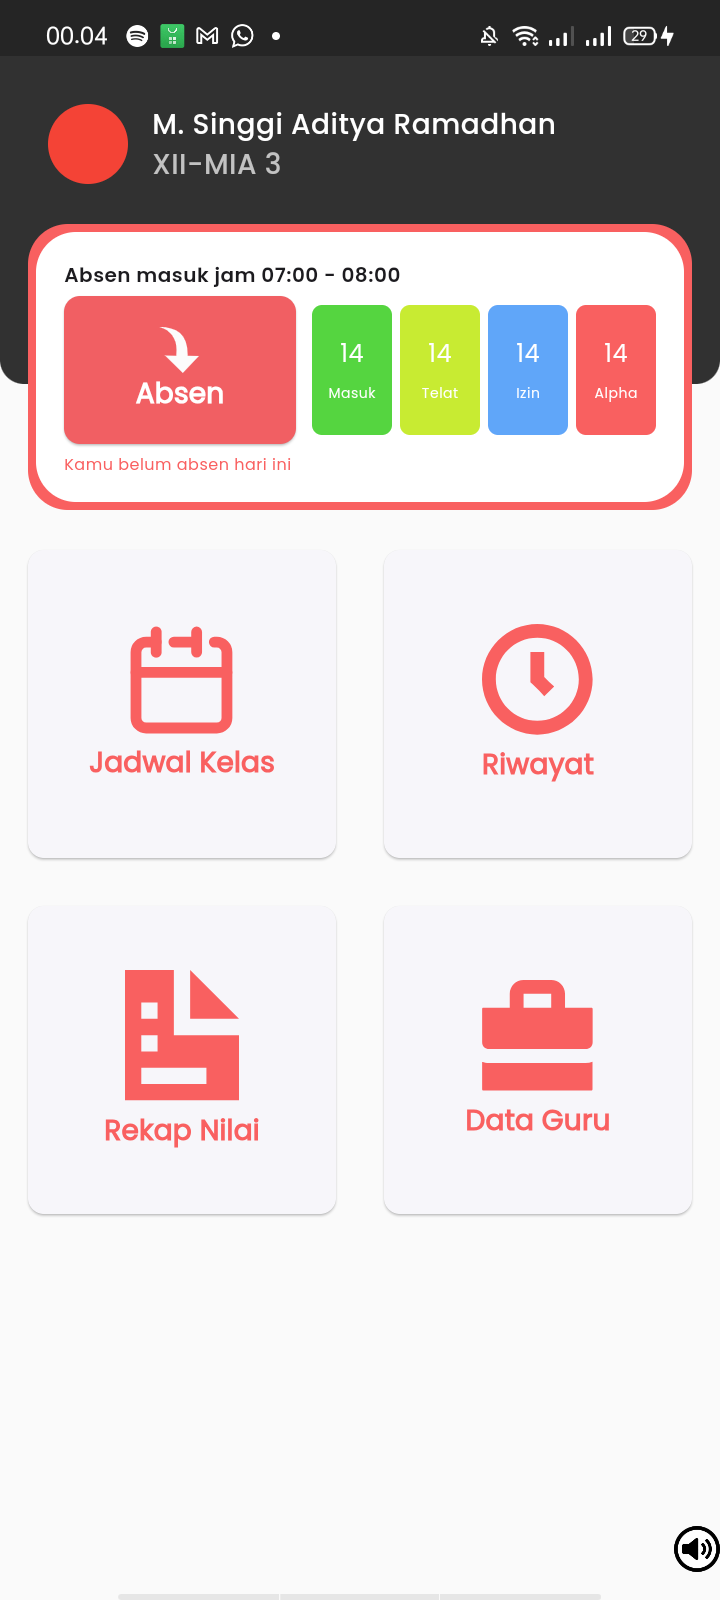 00.04
29
M. Singgi Aditya Ramadhan
XII-MIA 3
Absen masuk jam 07:00 - 08:00
Absen
14
Masuk
14
Telat
14
Izin
14
Alpha
Kamu belum absen hari ini
Jadwal Kelas
Riwayat
Rekap Nilai
Data Guru